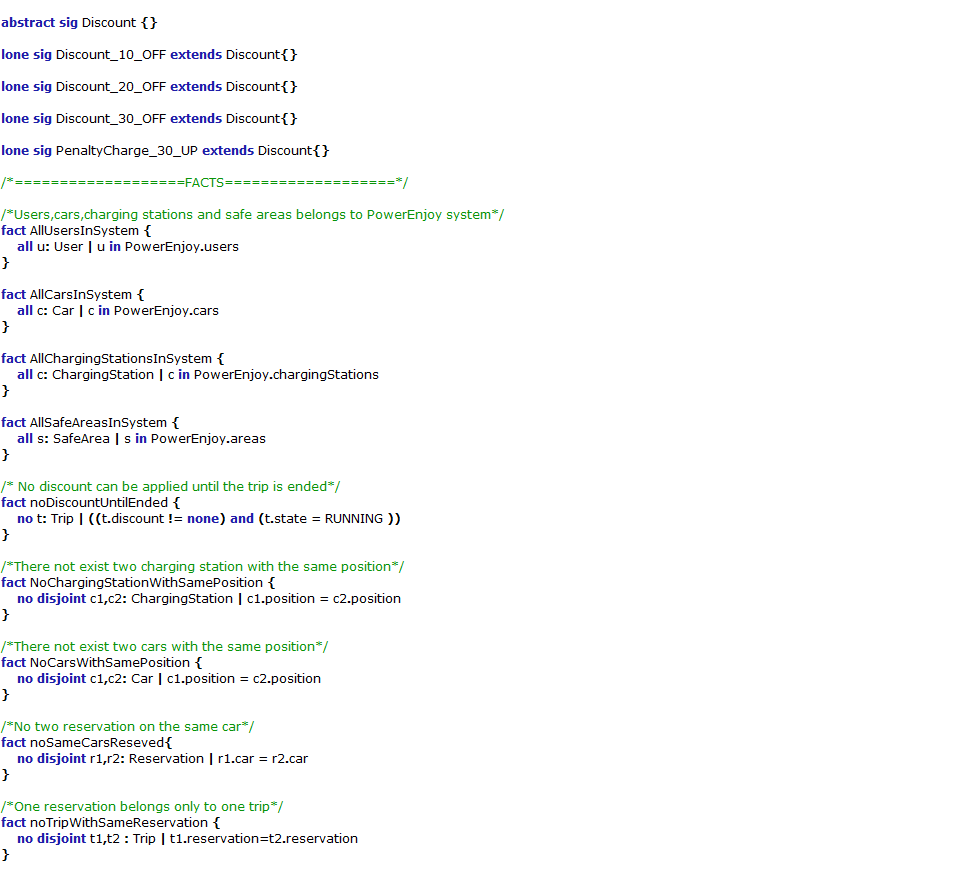 abstract sig Discount {}
lone sig Discount_10_OFF extends Discount{}
lone sig Discount_20_OFF extends Discount{}
lone sig Discount_30_OFF extends Discount{}
lone sig PenaltyCharge_30_UP extends Discount{}
/*===================FACTS===================*/
/*Users,cars,charging stations and safe areas belongs to PowerEnjoy system*/
fact AllUsersInSystem {
all u: User | u in PowerEnjoy.users
}
fact AllCarsInSystem {
all c: Car | c in PowerEnjoy.cars
}
fact AllChargingStationsInSystem {
all c: ChargingStation | c in PowerEnjoy.chargingStations
}
fact AllSafeAreasInSystem {
all s: SafeArea | s in PowerEnjoy.areas
}
/* No discount can be applied until the trip is ended*/
fact noDiscountUntilEnded {
no t: Trip | ((t.discount != none) and (t.state = RUNNING ))
}
/*There not exist two charging station with the same position*/
fact NoChargingStationWithSamePosition {
no disjoint c1,c2: ChargingStation | c1.position = c2.position
}
/*There not exist two cars with the same position*/
fact NoCarsWithSamePosition {
no disjoint c1,c2: Car | c1.position = c2.position
}
/*No two reservation on the same car*/
fact noSameCarsReseved{
no disjoint r1,r2: Reservation | r1.car = r2.car
}
/*One reservation belongs only to one trip*/
fact noTripWithSameReservation {
no disjoint t1,t2 : Trip | t1.reservation=t2.reservation
}